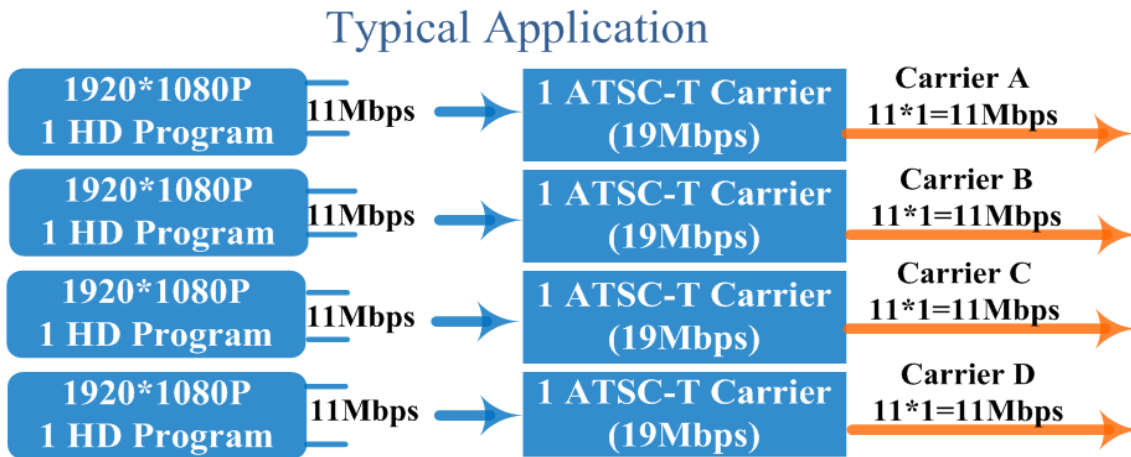 Typical Application
1920*1080P
1 HD Program
11Mbps
1 ATSC-T Carrier
(19Mbps)
Carrier A
11*1=11Mbps
1920*1080P
1 HD Program
11Mbps
1 ATSC-T Carrier
(19Mbps)
Carrier B
11*1=11Mbps
1920*1080P
1 HD Program
11Mbps
1 ATSC-T Carrier
(19Mbps)
Carrier C
11*1=11Mbps
1920*1080P
1 HD Program
11Mbps
1 ATSC-T Carrier
(19Mbps)
Carrier D
11*1=11Mbps